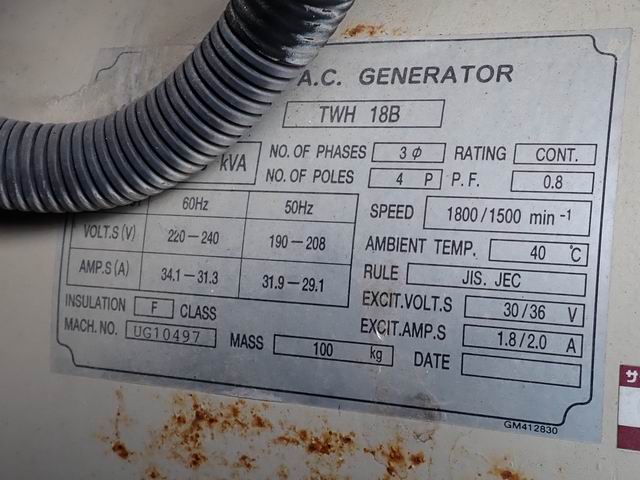 A.C. GENERATOR
TWH 18B
kVA
NO. OF PHASES 3 ϕ RATING CONT.
NO. OF POLES 4 P P. F. 0.8
60Hz 50Hz SPEED 1800/1500 min⁻¹
VOLT.S (V) 220-240 190-208 AMBIENT TEMP. 40 ℃
AMP.S (A) 34.1-31.3 31.9-29.1 RULE JIS. JEC
INSULATION F CLASS EXCIT.VOLT.S 30/36 V
MACH. NO. UG10497 MASS 100 kg EXCIT.AMP.S 1.8/2.0 A
DATE
GM412830
サ